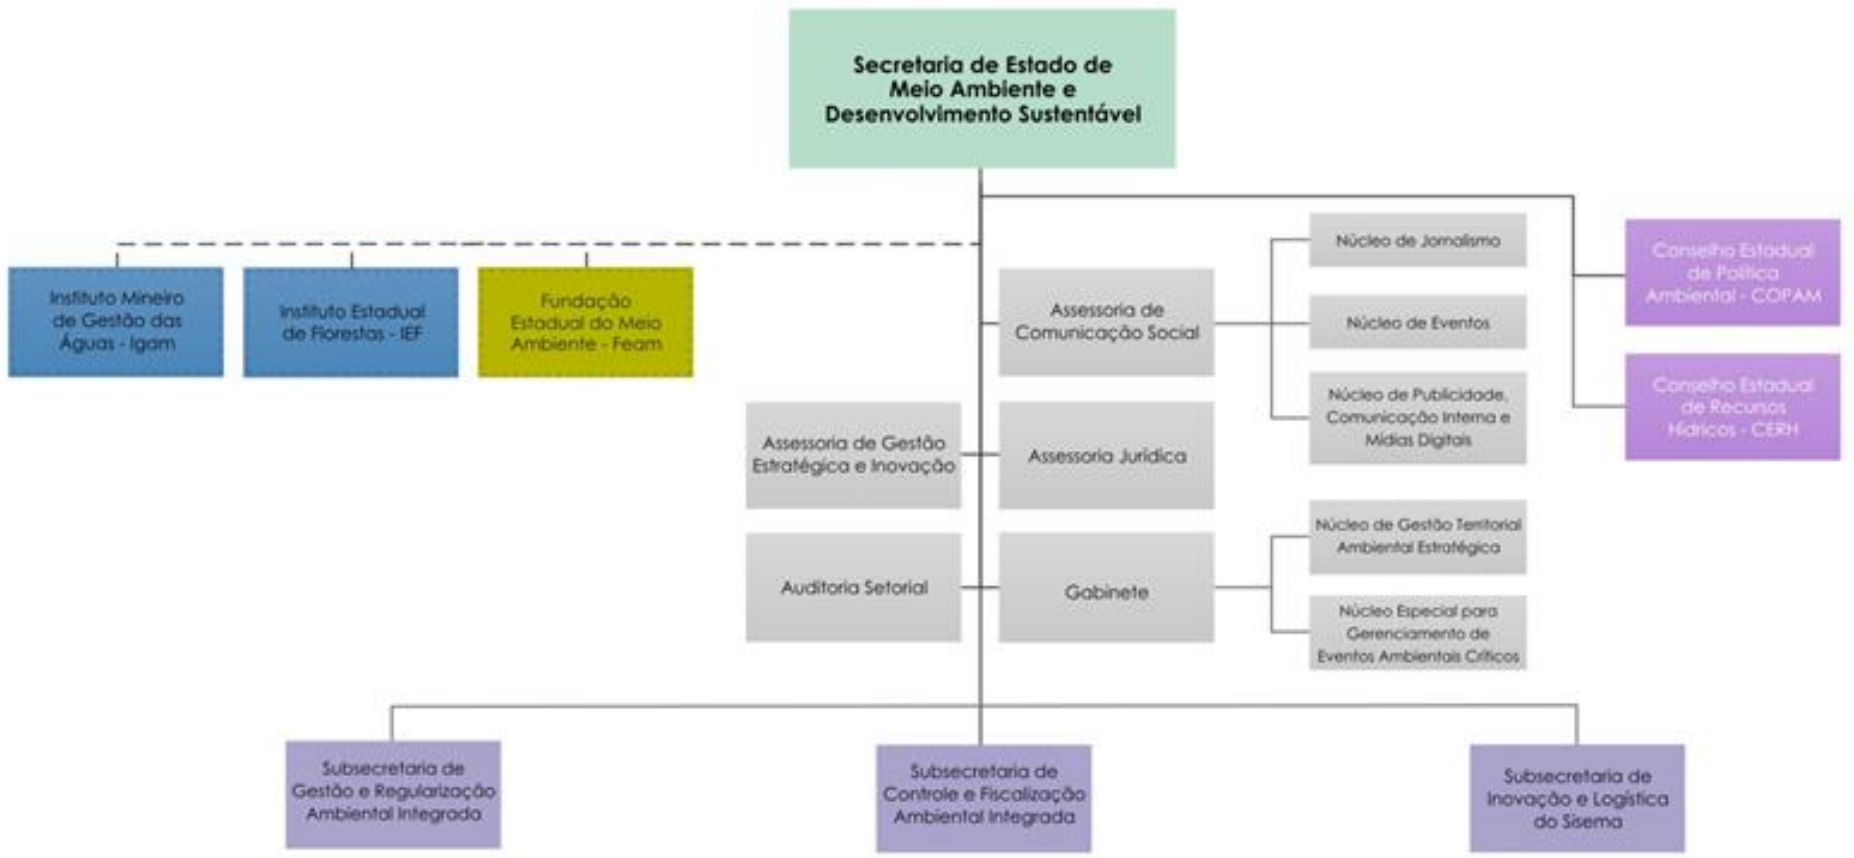 Secretaria de Estado de
Meio Ambiente e
Desenvolvimento Sustentável
Instituto Mineiro
de Gestão das
Águas - Igam
Instituto Estadual
de Florestas - IEF
Fundação
Estadual do Meio
Ambiente - Feam
Assessoria de
Comunicação Social
Núcleo de Jornalismo
Núcleo de Eventos
Núcleo de Publicidade,
Comunicação Interna e
Mídias Digitais
Conselho Estadual
de Política
Ambiental - COPAM
Conselho Estadual
de Recursos
Hídricos - CERH
Assessoria de Gestão
Estratégica e Inovação
Assessoria Jurídica
Auditoria Setorial
Gabinete
Núcleo de Gestão Territorial
Ambiental Estratégica
Núcleo Especial para
Gerenciamento de
Eventos Ambientais Críticos
Subsecretaria de
Gestão e Regularização
Ambiental Integrada
Subsecretaria de
Controle e Fiscalização
Ambiental Integrada
Subsecretaria de
Inovação e Logística
do Sisema